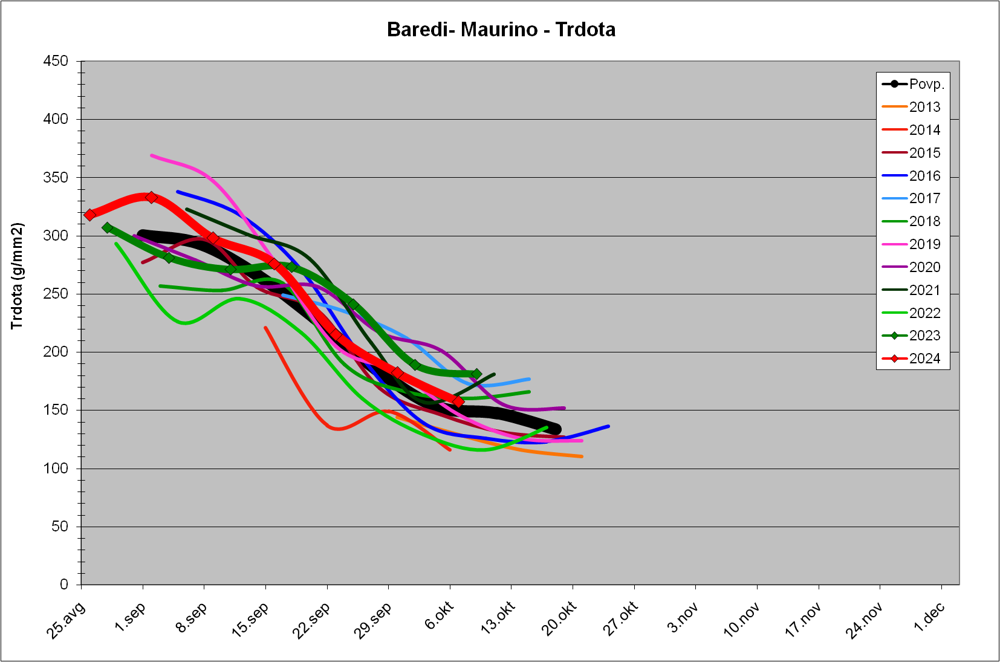 Baredi- Maurino - Trdota
Trdota (g/mm2)
450
400
350
300
250
200
150
100
50
0
25.avg
1.sep
8.sep
15.sep
22.sep
29.sep
6.okt
13.okt
20.okt
27.okt
3.nov
10.nov
17.nov
24.nov
1.dec
Povp.
2013
2014
2015
2016
2017
2018
2019
2020
2021
2022
2023
2024